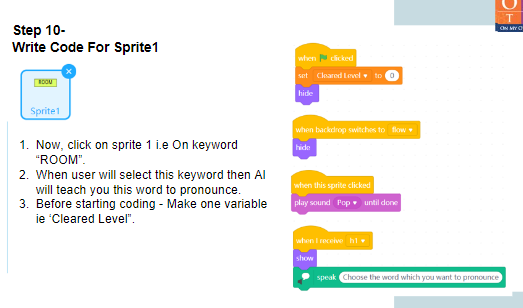 Step 10-
Write Code For Sprite1
ROOM
Sprite1
1. Now, click on sprite 1 i.e On keyword
“ROOM”.
2. When user will select this keyword then AI
will teach you this word to pronounce.
3. Before starting coding - Make one variable
ie ‘Cleared Level”.
O
T
ON MY O
when clicked
set Cleared Level to 0
hide
when backdrop switches to flow
hide
when this sprite clicked
play sound Pop until done
when I receive b1
show
speak Choose the word which you want to pronounce